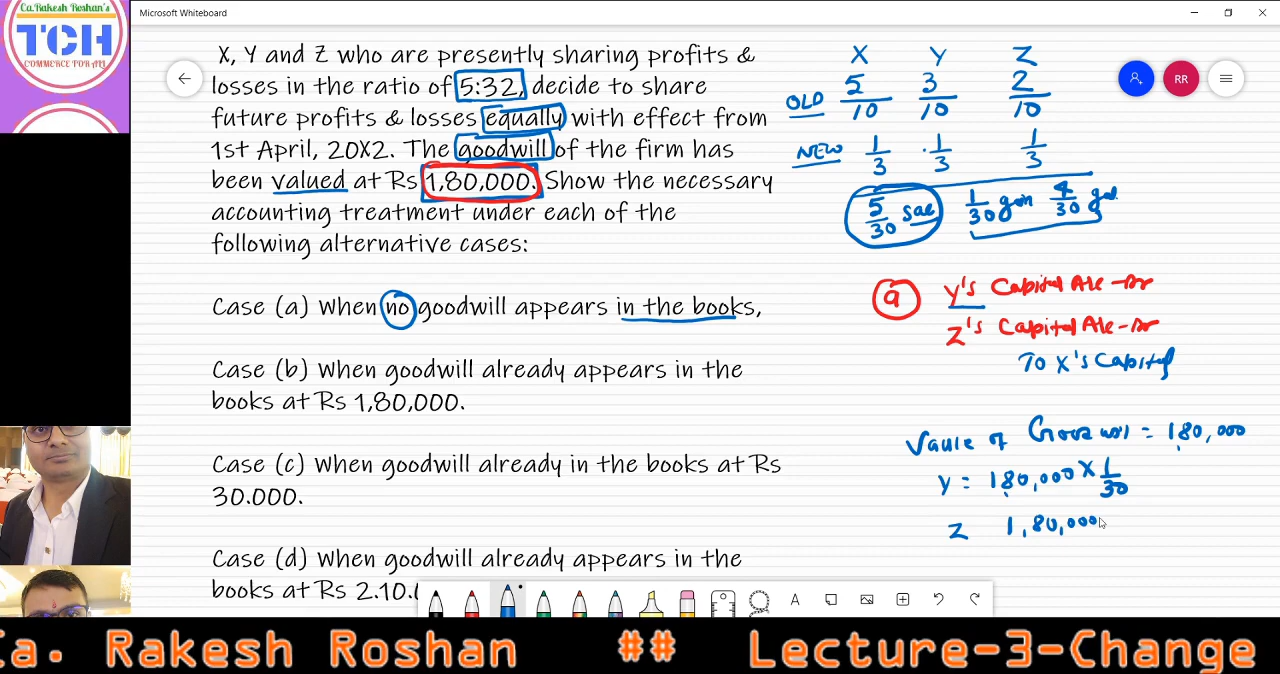 Ca.Rakesh Roshan's
TCH
COMMERCE FOR ALL
Microsoft Whiteboard
X, Y and Z who are presently sharing profits &
losses in the ratio of 5:32, decide to share
future profits & losses equally with effect from
1st April, 20X2. The goodwill of the firm has
been valued at Rs 1,80,000. Show the necessary
accounting treatment under each of the
following alternative cases:
Case (a) When no goodwill appears in the books,
Case (b) When goodwill already appears in the
books at Rs 1,80,000.
Case (c) When goodwill already in the books at Rs
30.000.
Case (d) When goodwill already appears in the
books at Rs 2.10.0
RR
X Y Z
OLD 5/10 3/10 2/10
NEW 1/3 1/3 1/3
5/30 sac 1/30 gain 4/30
a Y's Capital A/c - Dr
Z's Capital A/c - Dr
To X's Capital
Value of Goodwill = 180,000
Y = 180,000 X 1/30
Z 1,80,000
A
Ca. Rakesh Roshan ## Lecture-3-Change